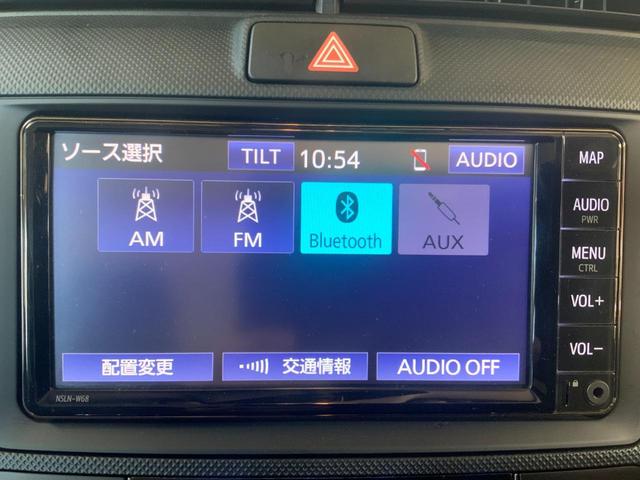 ソース選択 TILT 10:54 AUDIO
AM FM Bluetooth AUX
配置変更 交通情報 AUDIO OFF
MAP
AUDIO
PWR
MENU
CTRL
VOL+
VOL-
NSLN-W68